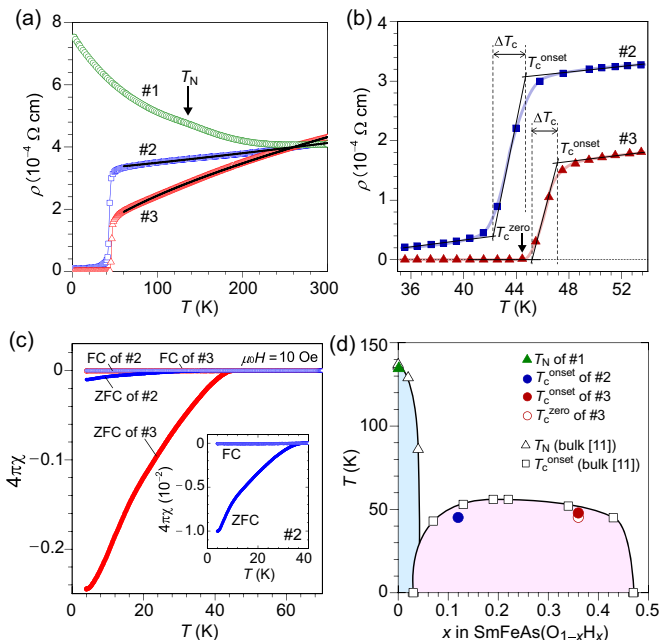 (a)
8
6
4
2
0
ρ (10⁻⁴ Ω cm)
#1
T_N
#2
#3
0 100 200 300
T (K)
(b)
4
3
2
1
0
ρ (10⁻⁴ Ω cm)
ΔT_c
T_c^onset
#2
ΔT_c
T_c^onset
#3
T_c^zero
36 40 44 48 52
T (K)
(c)
FC of #2 FC of #3 μ₀H = 10 Oe
ZFC of #2
ZFC of #3
0
−0.1
−0.2
4πχ
0 20 40 60
T (K)
0
−0.5
−1.0
4πχ (10⁻²)
FC
ZFC
#2
0 20 40
T (K)
(d)
150
100
50
0
T (K)
T_N of #1
T_c^onset of #2
T_c^onset of #3
T_c^zero of #3
T_N (bulk [11])
T_c^onset (bulk [11])
0 0.1 0.2 0.3 0.4 0.5
x in SmFeAs(O₁₋ₓHₓ)